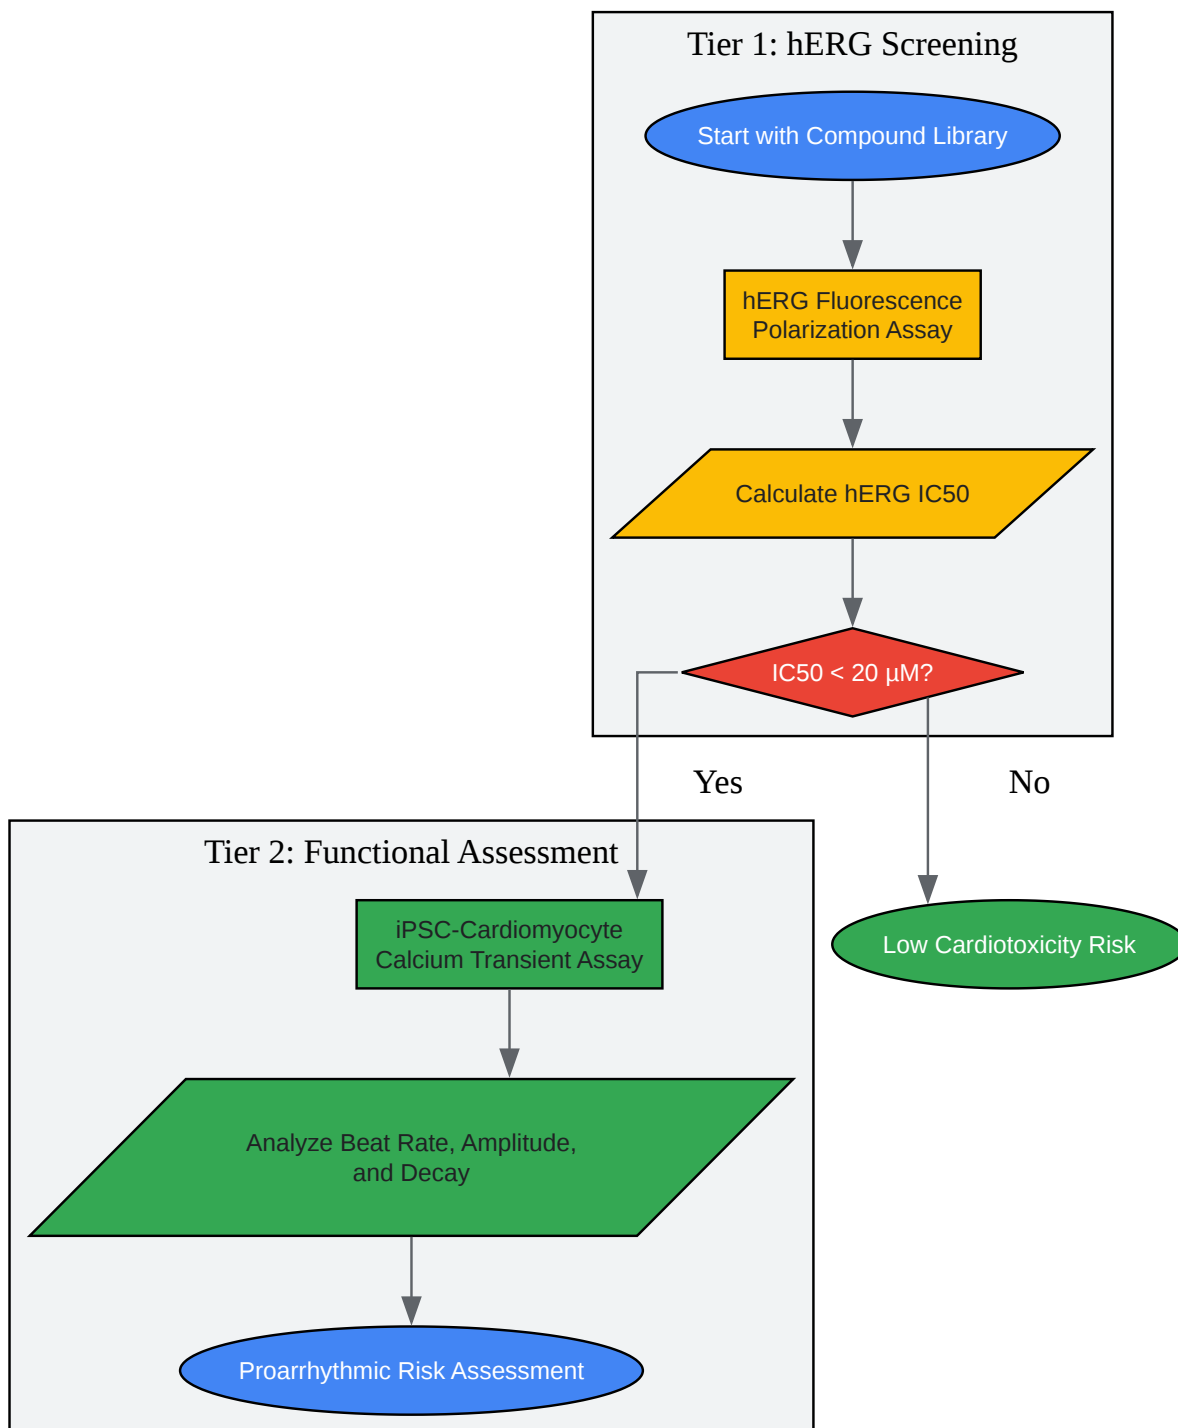 Tier 1: hERG Screening
Start with Compound Library
hERG Fluorescence
Polarization Assay
Calculate hERG IC50
IC50 < 20 µM?
Yes
No
Tier 2: Functional Assessment
iPSC-Cardiomyocyte
Calcium Transient Assay
Low Cardiotoxicity Risk
Analyze Beat Rate, Amplitude,
and Decay
Proarrhythmic Risk Assessment